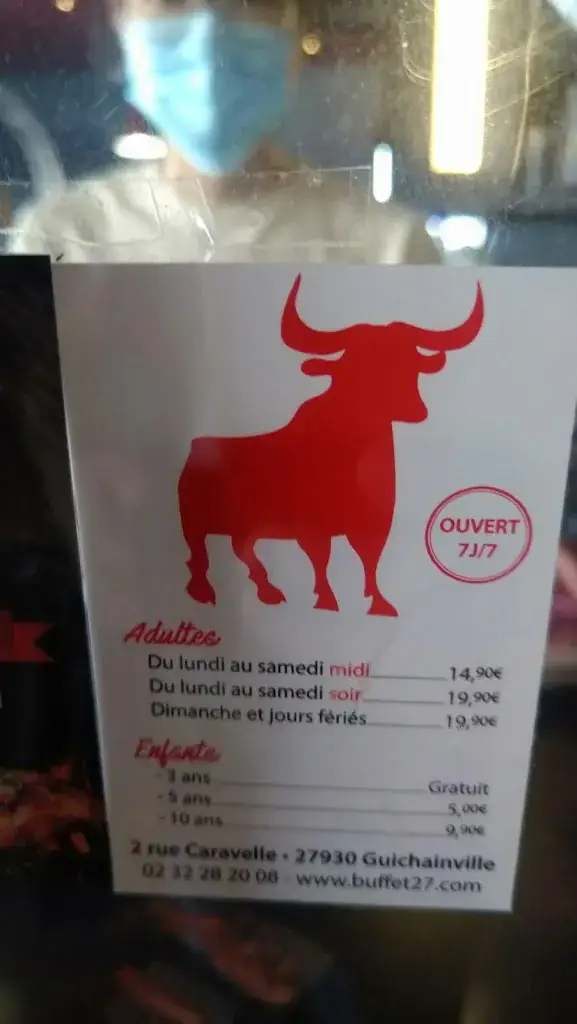 OUVERT
7J/7
Adultes
Du lundi au samedi midi 14,90€
Du lundi au samedi soir 19,90€
Dimanche et jours fériés 19,90€
Enfants
- 3 ans Gratuit
- 5 ans 5,00€
- 10 ans 9,90€
2 rue Caravelle • 27930 Guichainville
02 32 28 20 08 - www.buffet27.com